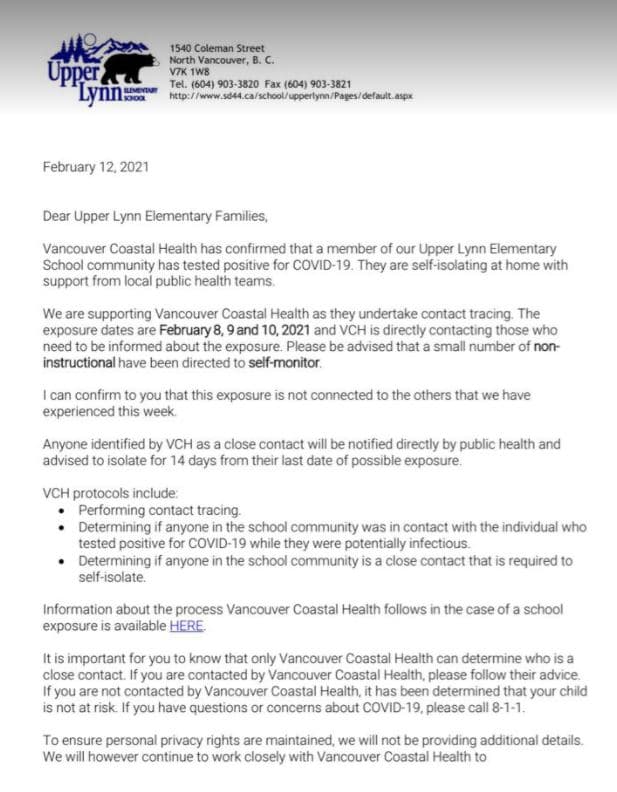 Upper
Lynn ELEMENTARY
SCHOOL
1540 Coleman Street
North Vancouver, B. C.
V7K 1W8
Tel. (604) 903-3820 Fax (604) 903-3821
http://www.sd44.ca/school/upperlynn/Pages/default.aspx
February 12, 2021
Dear Upper Lynn Elementary Families,
Vancouver Coastal Health has confirmed that a member of our Upper Lynn Elementary
School community has tested positive for COVID-19. They are self-isolating at home with
support from local public health teams.
We are supporting Vancouver Coastal Health as they undertake contact tracing. The
exposure dates are February 8, 9 and 10, 2021 and VCH is directly contacting those who
need to be informed about the exposure. Please be advised that a small number of non-
instructional have been directed to self-monitor.
I can confirm to you that this exposure is not connected to the others that we have
experienced this week.
Anyone identified by VCH as a close contact will be notified directly by public health and
advised to isolate for 14 days from their last date of possible exposure.
VCH protocols include:
• Performing contact tracing.
• Determining if anyone in the school community was in contact with the individual who
tested positive for COVID-19 while they were potentially infectious.
• Determining if anyone in the school community is a close contact that is required to
self-isolate.
Information about the process Vancouver Coastal Health follows in the case of a school
exposure is available HERE.
It is important for you to know that only Vancouver Coastal Health can determine who is a
close contact. If you are contacted by Vancouver Coastal Health, please follow their advice.
If you are not contacted by Vancouver Coastal Health, it has been determined that your child
is not at risk. If you have questions or concerns about COVID-19, please call 8-1-1.
To ensure personal privacy rights are maintained, we will not be providing additional details.
We will however continue to work closely with Vancouver Coastal Health to